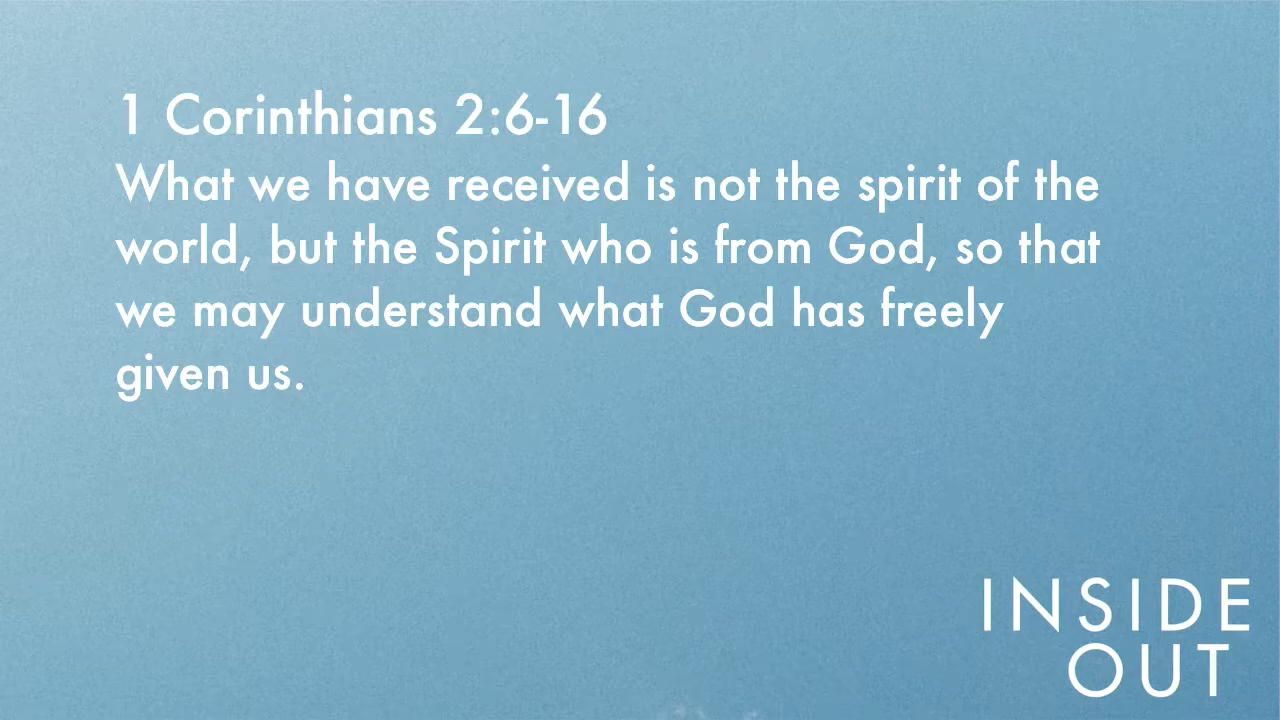 1 Corinthians 2:6-16
What we have received is not the spirit of the
world, but the Spirit who is from God, so that
we may understand what God has freely
given us.
INSIDE
OUT